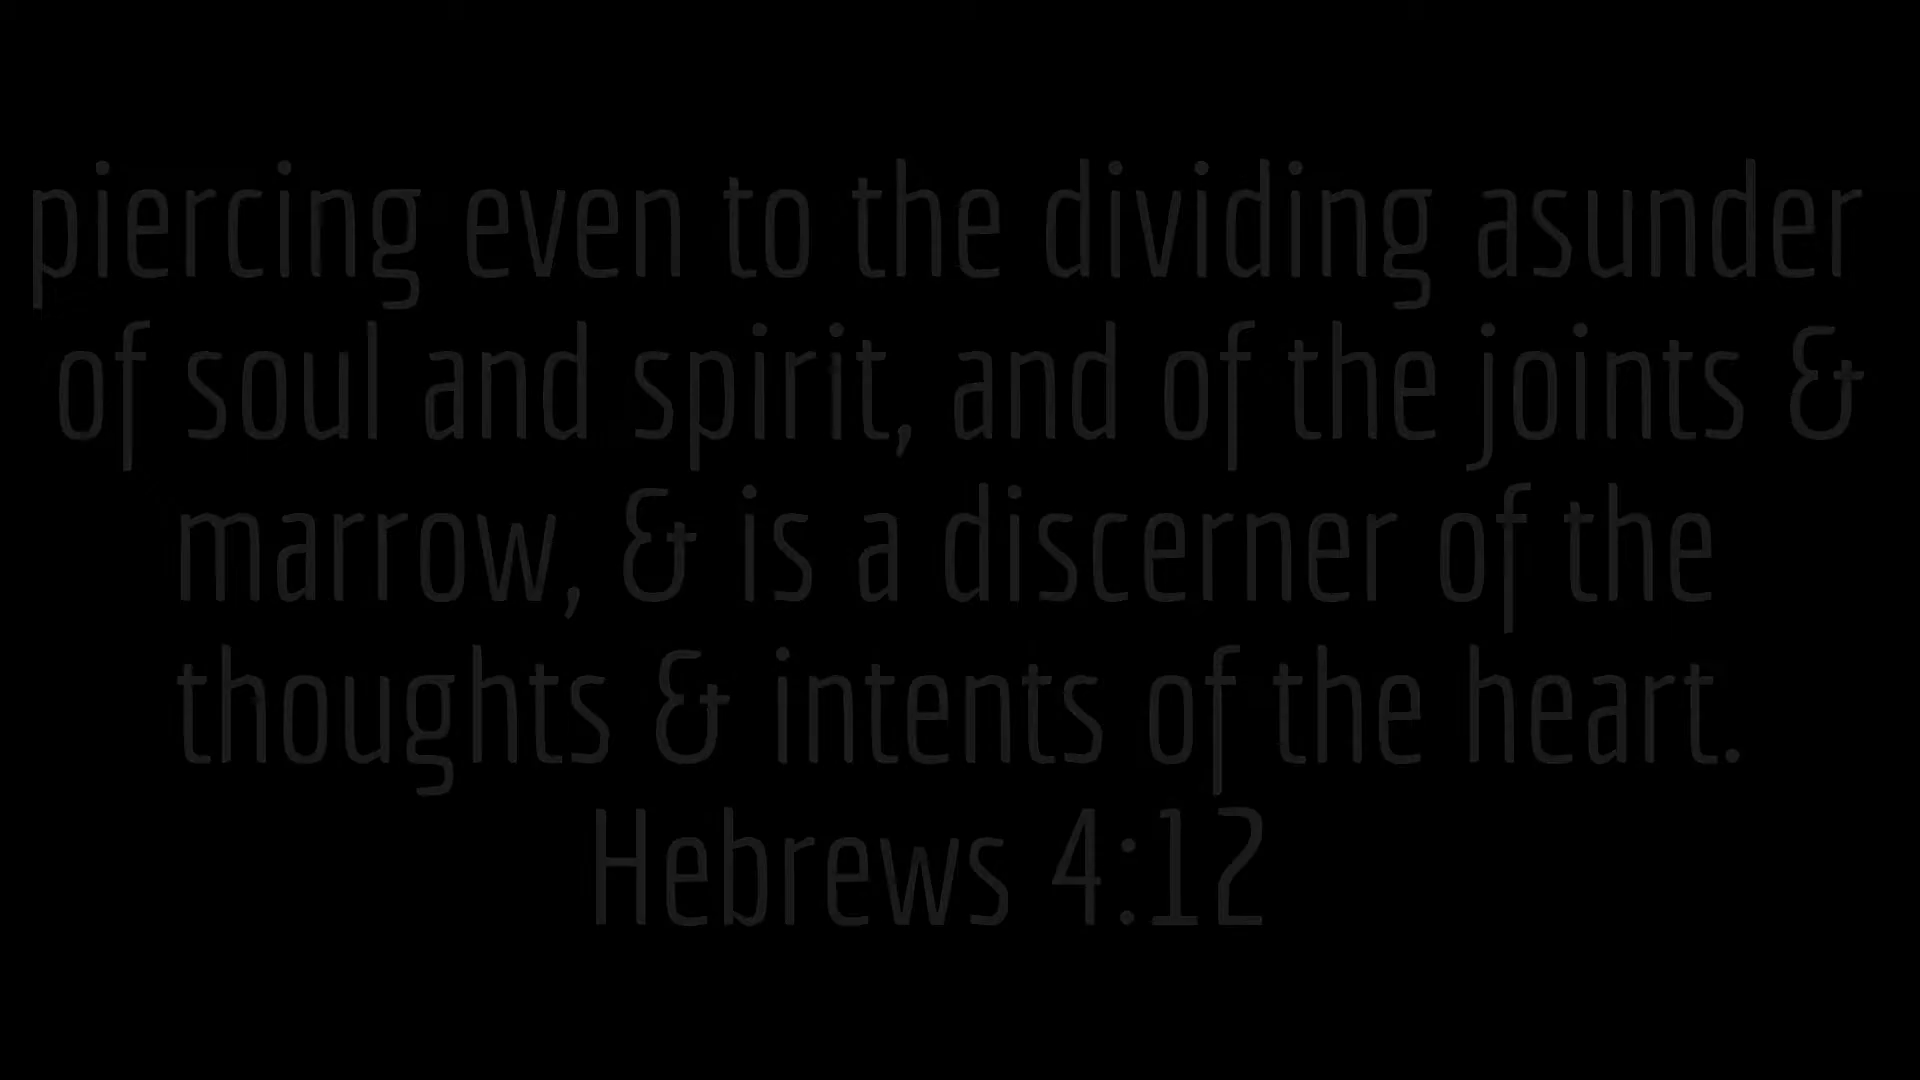 piercing even to the dividing asunder
of soul and spirit, and of the joints &
marrow, & is a discerner of the
thoughts & intents of the heart.
Hebrews 4:12